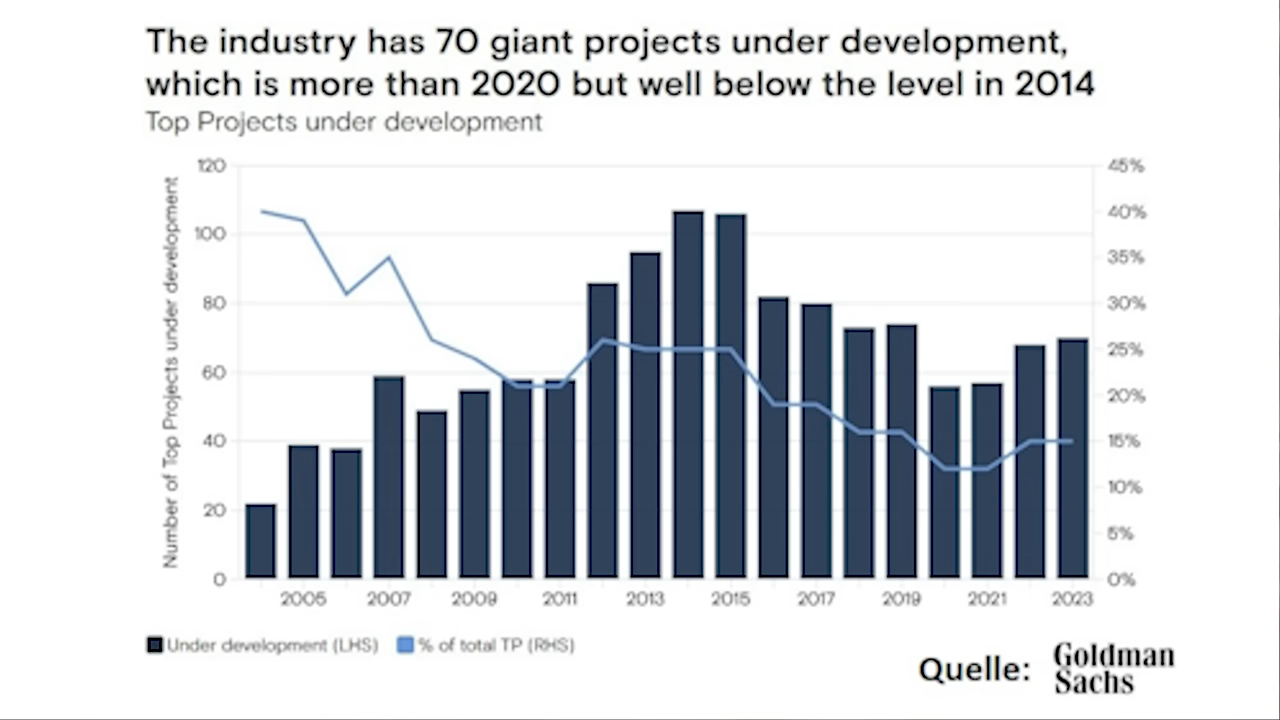 The industry has 70 giant projects under development,
which is more than 2020 but well below the level in 2014
Top Projects under development
Number of Top Projects under development
120
100
80
60
40
20
0
45%
40%
35%
30%
25%
20%
15%
10%
5%
0%
2005 2007 2009 2011 2013 2015 2017 2019 2021 2023
Under development (LHS) % of total TP (RHS)
Quelle: Goldman
Sachs